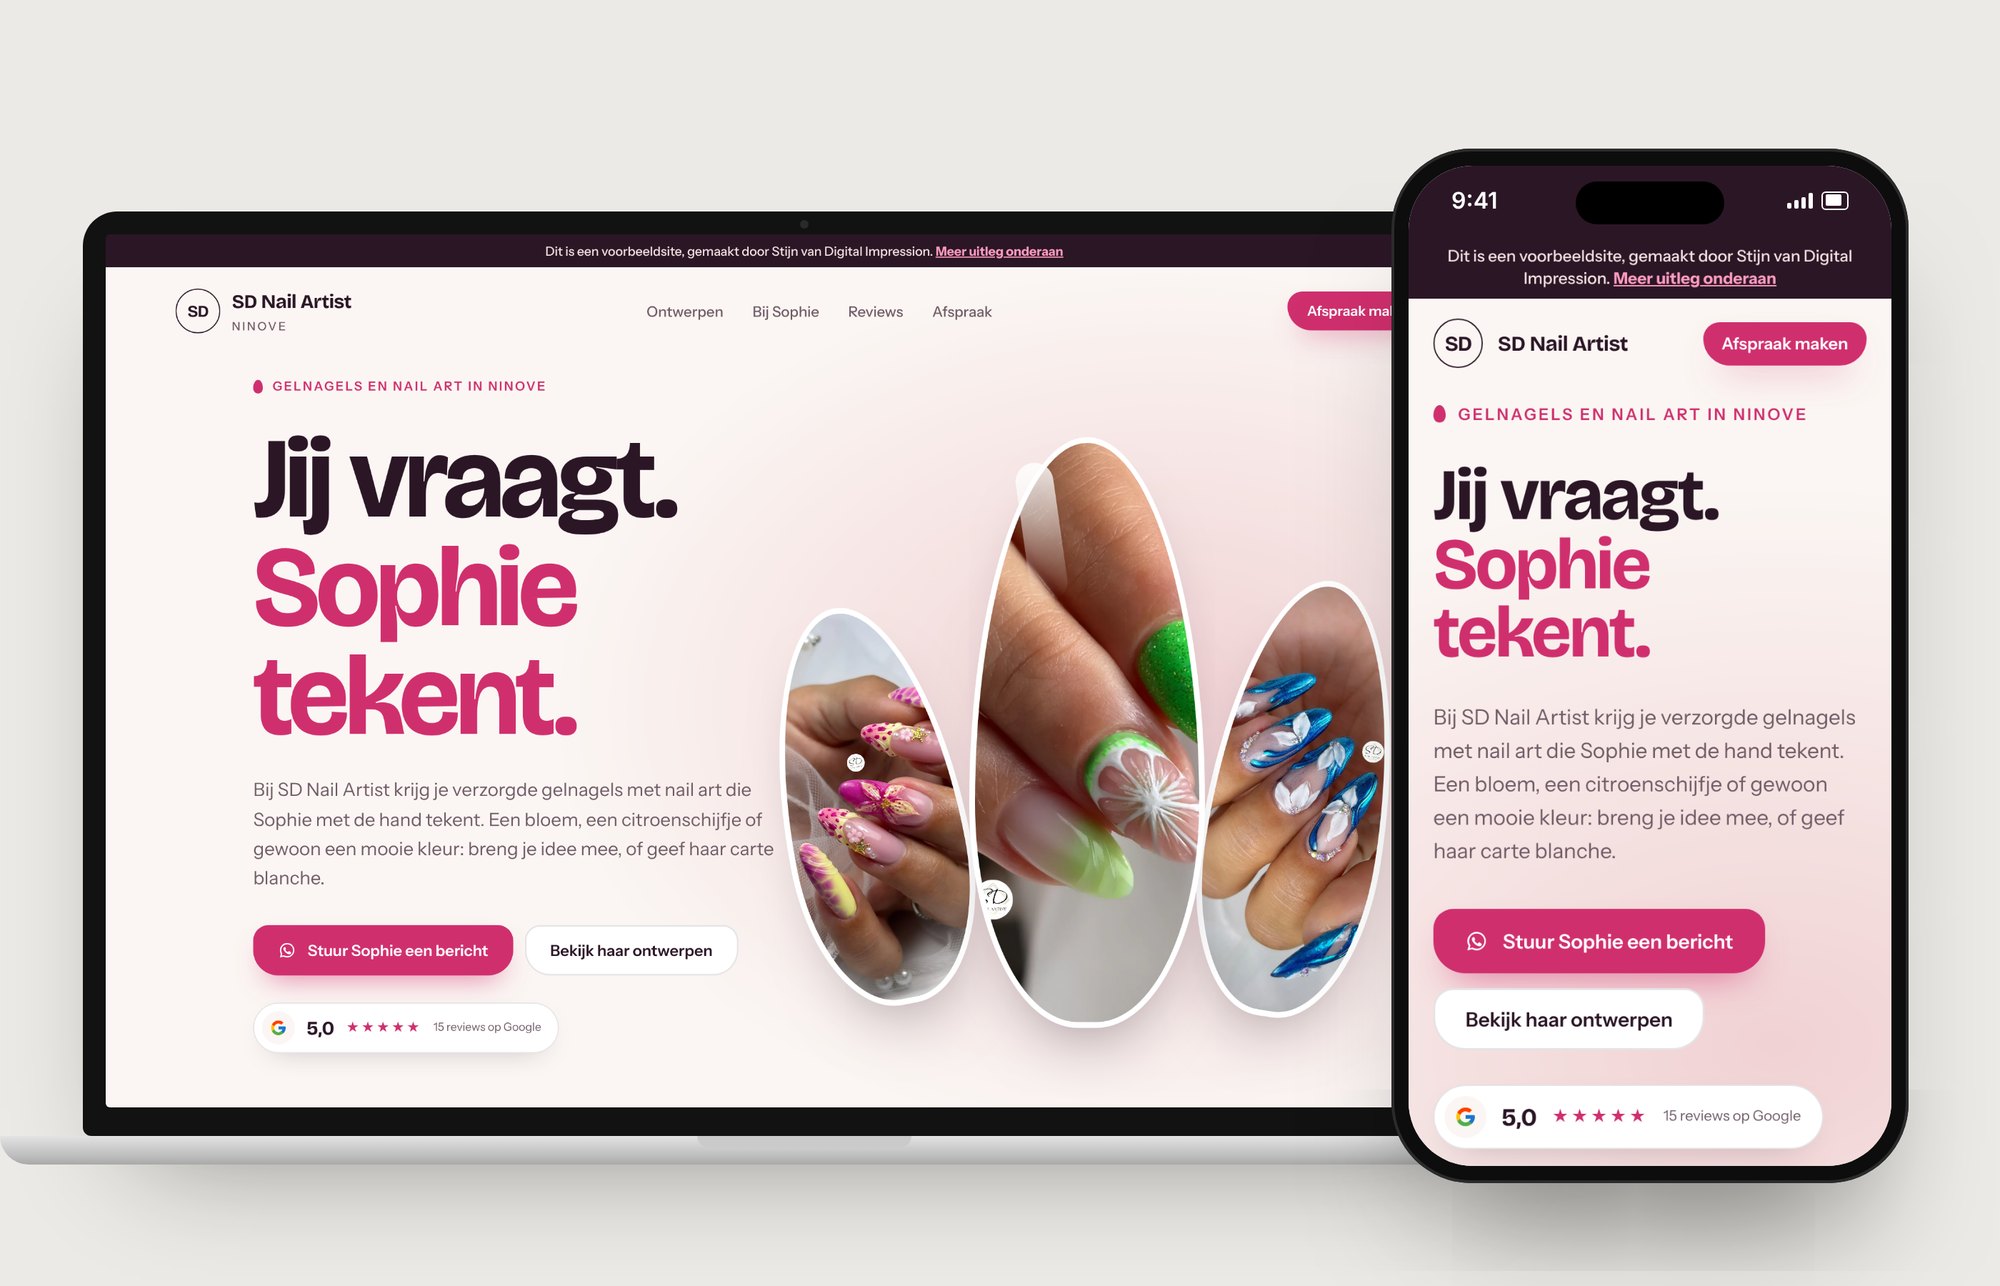 Dit is een voorbeeldsite, gemaakt door Stijn van Digital Impression. Meer uitleg onderaan
SD
SD Nail Artist
NINOVE
Ontwerpen
Bij Sophie
Reviews
Afspraak
Afspraak
GELNAGELS EN NAIL ART IN NINOVE
Jij vraagt.
Sophie
tekent.
Bij SD Nail Artist krijg je verzorgde gelnagels met nail art die
Sophie met de hand tekent. Een bloem, een citroenschijfje of
gewoon een mooie kleur: breng je idee mee, of geef haar carte
blanche.
Stuur Sophie een bericht
Bekijk haar ontwerpen
G
5,0 ★★★★★ 15 reviews op Google
SD
SD
SD
9:41
Dit is een voorbeeldsite, gemaakt door Stijn van Digital
Impression. Meer uitleg onderaan
SD
SD Nail Artist
Afspraak maken
GELNAGELS EN NAIL ART IN NINOVE
Jij vraagt.
Sophie
tekent.
Bij SD Nail Artist krijg je verzorgde gelnagels
met nail art die Sophie met de hand tekent.
Een bloem, een citroenschijfje of gewoon
een mooie kleur: breng je idee mee, of geef
haar carte blanche.
Stuur Sophie een bericht
Bekijk haar ontwerpen
G
5,0 ★★★★★ 15 reviews op Google